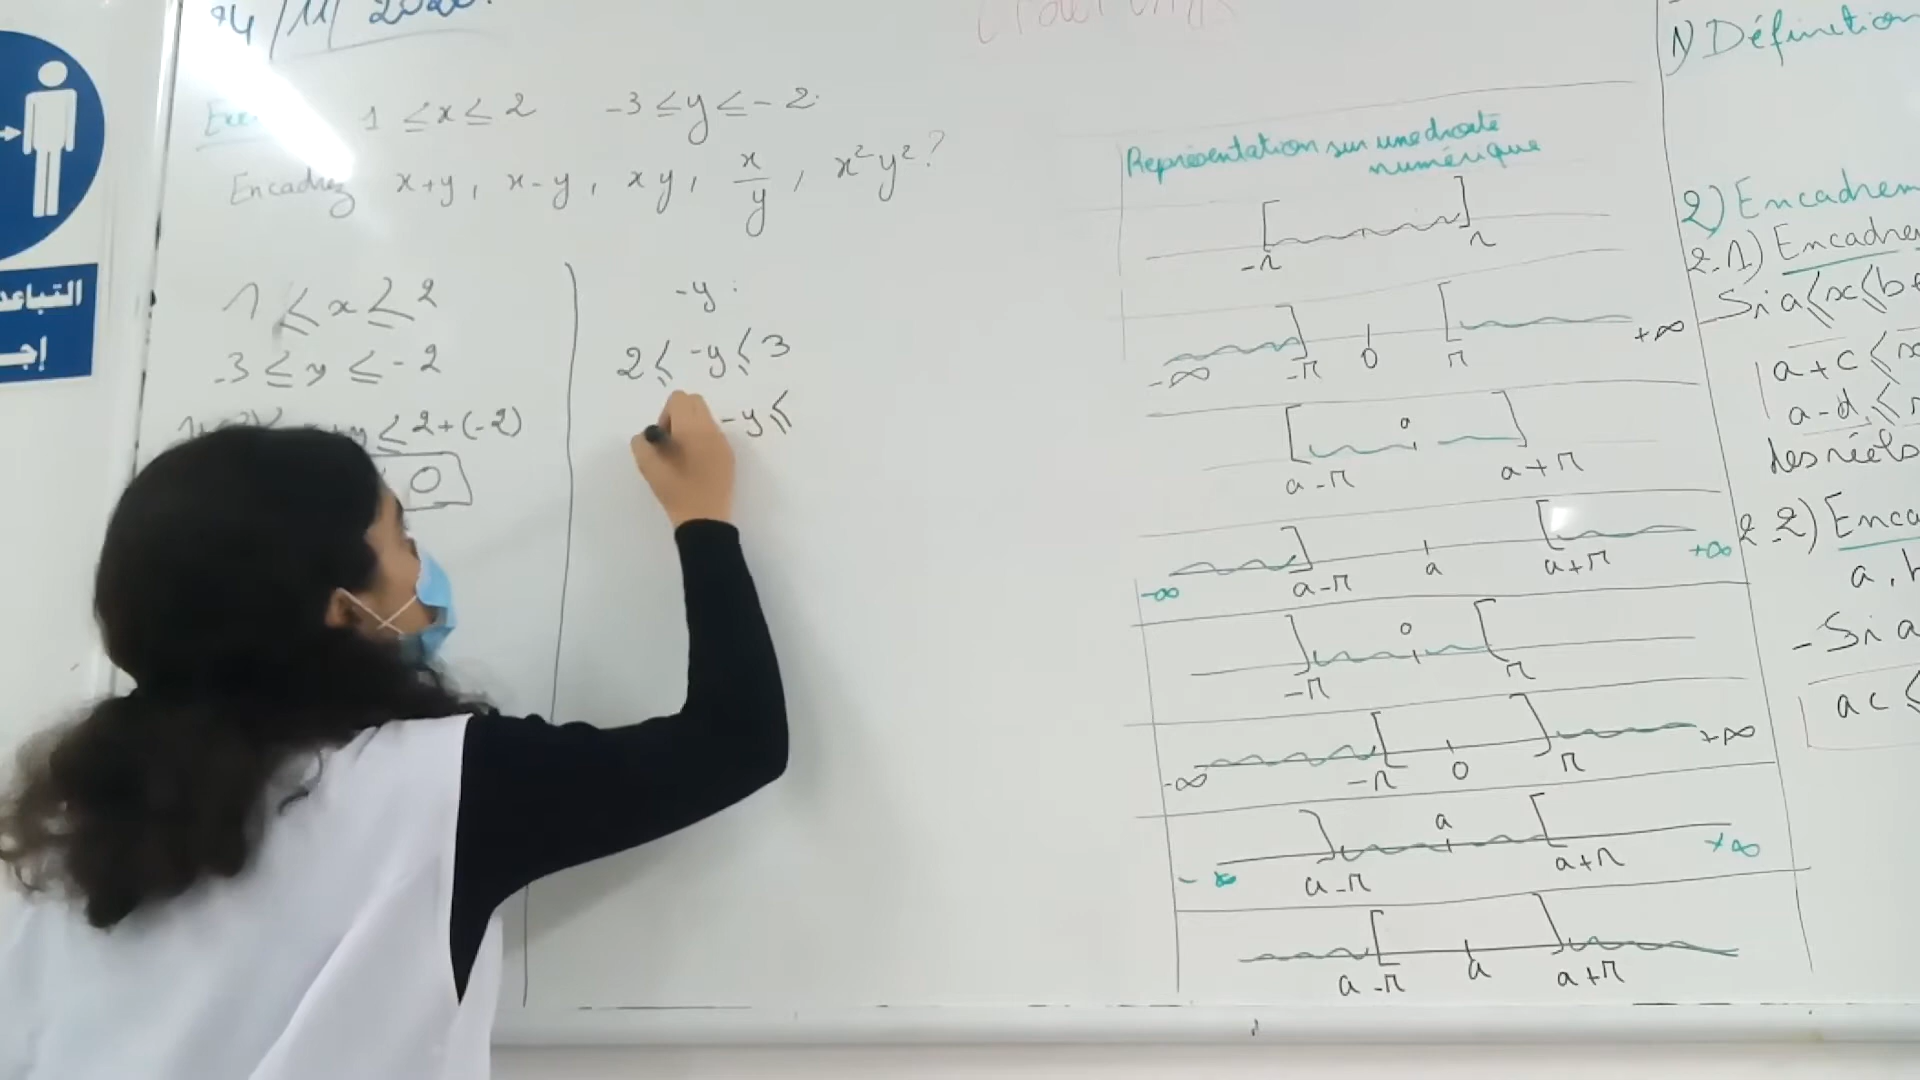 1 ≤ x ≤ 2 -3 ≤ y ≤ -2
Encadrez x+y, x-y, xy, x/y, x²y²?
1 ≤ x ≤ 2
-3 ≤ y ≤ -2
≤ 2+(-2)
0
-y :
2 ≤ -y ≤ 3
-y ≤
Représentation sur une droite
numérique
-r r
-∞ -r 0 r +∞
a
a-r a+r
-∞ a-r a a+r +∞
0
-r r
-∞ -r 0 r +∞
a
-∞ a-r a+r +∞
a-r a a+r
1) Définition
2) Encadrem
2-1) Encadre
- Si a ≤ x ≤ b
a+c ≤
a-d ≤
des réels
2-2) Enca
a,
- Si a
ac ≤
التباعد
إجـ